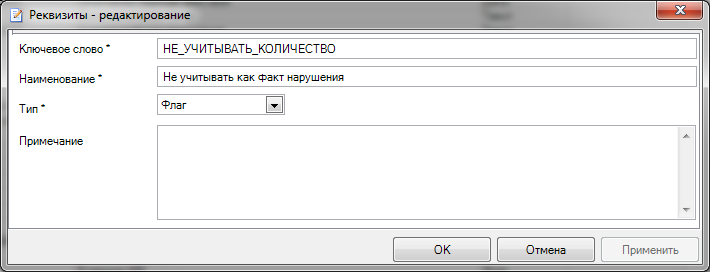 Реквизиты - редактирование
Ключевое слово * НЕ_УЧИТЫВАТЬ_КОЛИЧЕСТВО
Наименование * Не учитывать как факт нарушения
Тип * Флаг
Примечание
OK Отмена Применить